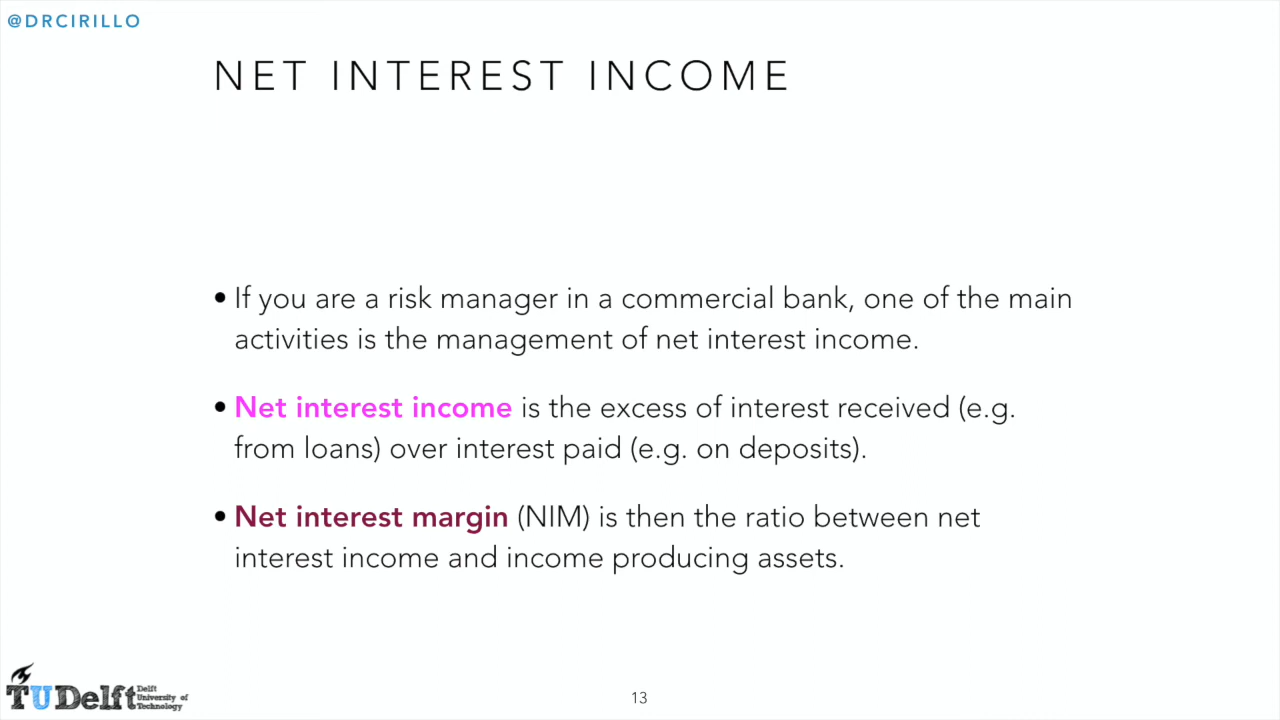 @DRCIRILLO
NET INTEREST INCOME
• If you are a risk manager in a commercial bank, one of the main
activities is the management of net interest income.
• Net interest income is the excess of interest received (e.g.
from loans) over interest paid (e.g. on deposits).
• Net interest margin (NIM) is then the ratio between net
interest income and income producing assets.
TUDelft
Delft
University of
Technology
13